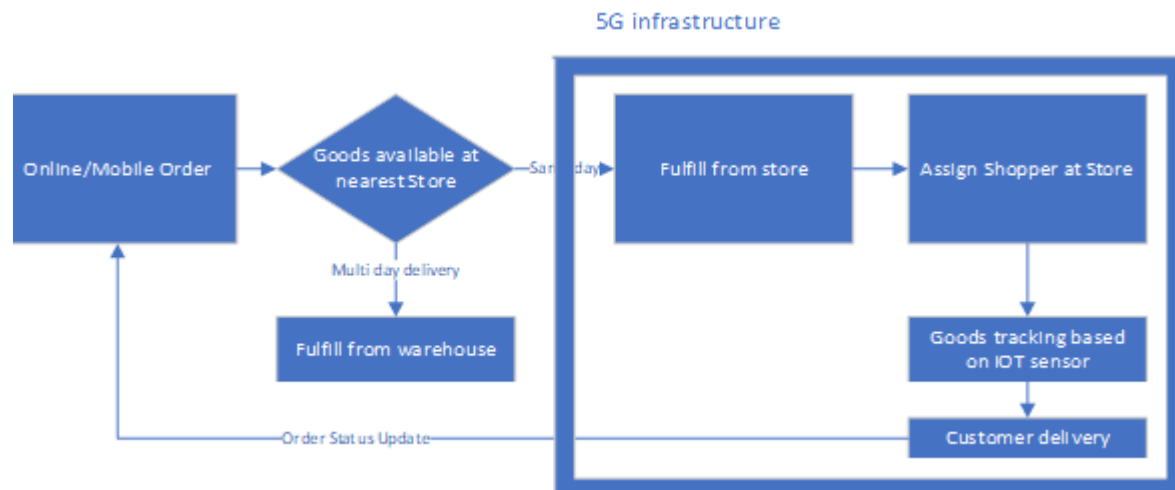 5G infrastructure
Online/Mobile Order
Goods available at
nearest Store
day
Fulfill from store
Assign Shopper at Store
Multi day delivery
Fulfill from warehouse
Goods tracking based
on IOT sensor
Order Status Update
Customer delivery